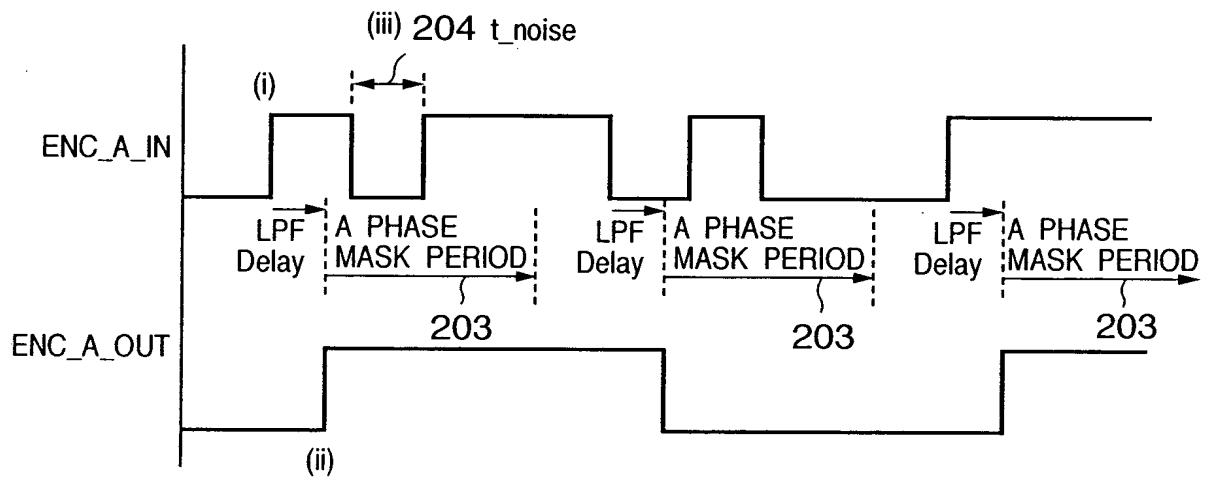 (iii) 204 t_noise
(i)
ENC_A_IN
LPF
Delay
A PHASE
MASK PERIOD
203
LPF
Delay
A PHASE
MASK PERIOD
203
LPF
Delay
A PHASE
MASK PERIOD
203
ENC_A_OUT
(ii)